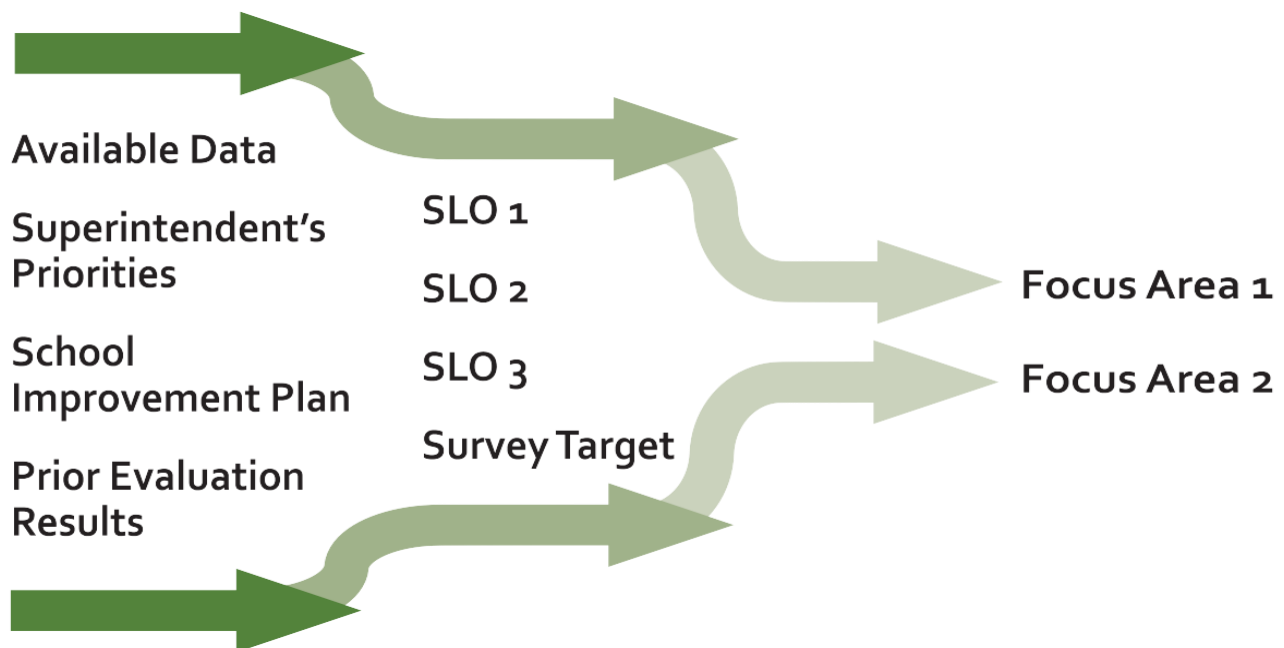 Available Data
Superintendent’s
Priorities
School
Improvement Plan
Prior Evaluation
Results
SLO 1
SLO 2
SLO 3
Survey Target
Focus Area 1
Focus Area 2